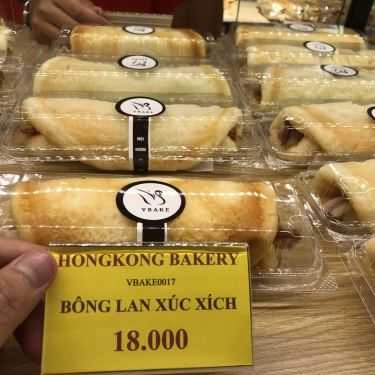 VBAKE
HONGKONG BAKERY
VBAKE0017
BÔNG LAN XÚC XÍCH
18.000